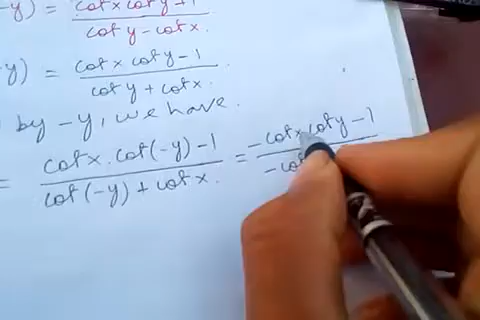 -y) = cot x cot y + 1 / cot y - cot x.
y) = cot x cot y - 1 / cot y + cot x.
by -y, we have.
= cot x . cot(-y) - 1 / cot(-y) + cot x. = -cot x cot y - 1 / - cot